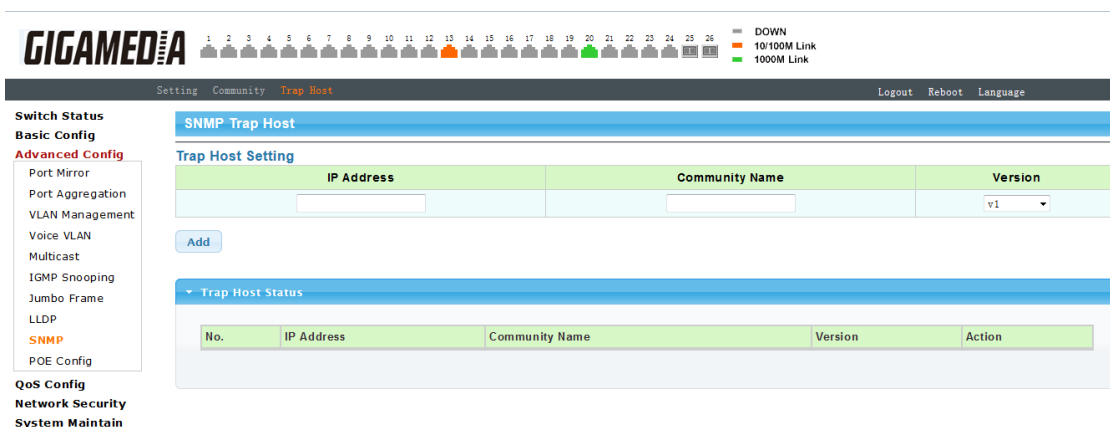 GIGAMEDIA
1 2 3 4 5 6 7 8 9 10 11 12 13 14 15 16 17 18 19 20 21 22 23 24 25 26
DOWN
10/100M Link
1000M Link
Setting Community Trap Host
Logout Reboot Language
Switch Status
Basic Config
Advanced Config
Port Mirror
Port Aggregation
VLAN Management
Voice VLAN
Multicast
IGMP Snooping
Jumbo Frame
LLDP
SNMP
POE Config
QoS Config
Network Security
System Maintain
SNMP Trap Host
Trap Host Setting
IP Address Community Name Version
v1
Add
Trap Host Status
No. IP Address Community Name Version Action